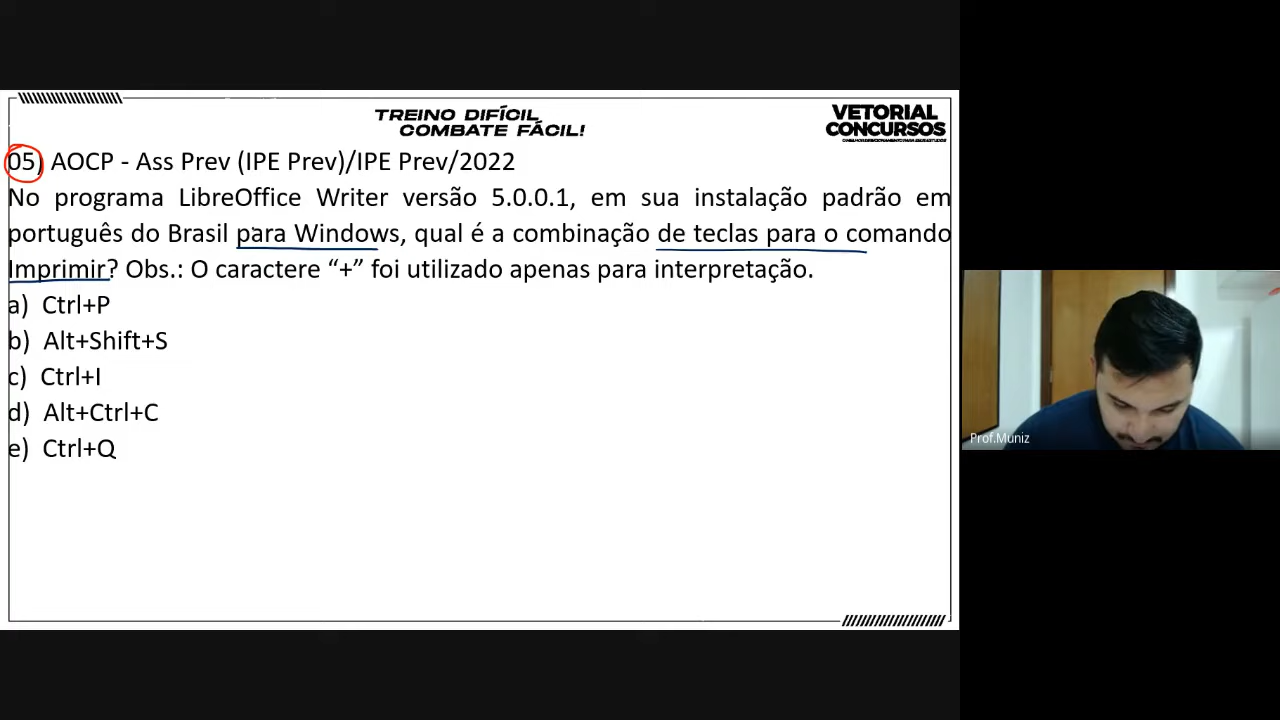 TREINO DIFÍCIL
COMBATE FÁCIL!
VETORIAL
CONCURSOS
05) AOCP - Ass Prev (IPE Prev)/IPE Prev/2022
No programa LibreOffice Writer versão 5.0.0.1, em sua instalação padrão em
português do Brasil para Windows, qual é a combinação de teclas para o comando
Imprimir? Obs.: O caractere “+” foi utilizado apenas para interpretação.
a) Ctrl+P
b) Alt+Shift+S
c) Ctrl+I
d) Alt+Ctrl+C
e) Ctrl+Q
Prof.Muniz